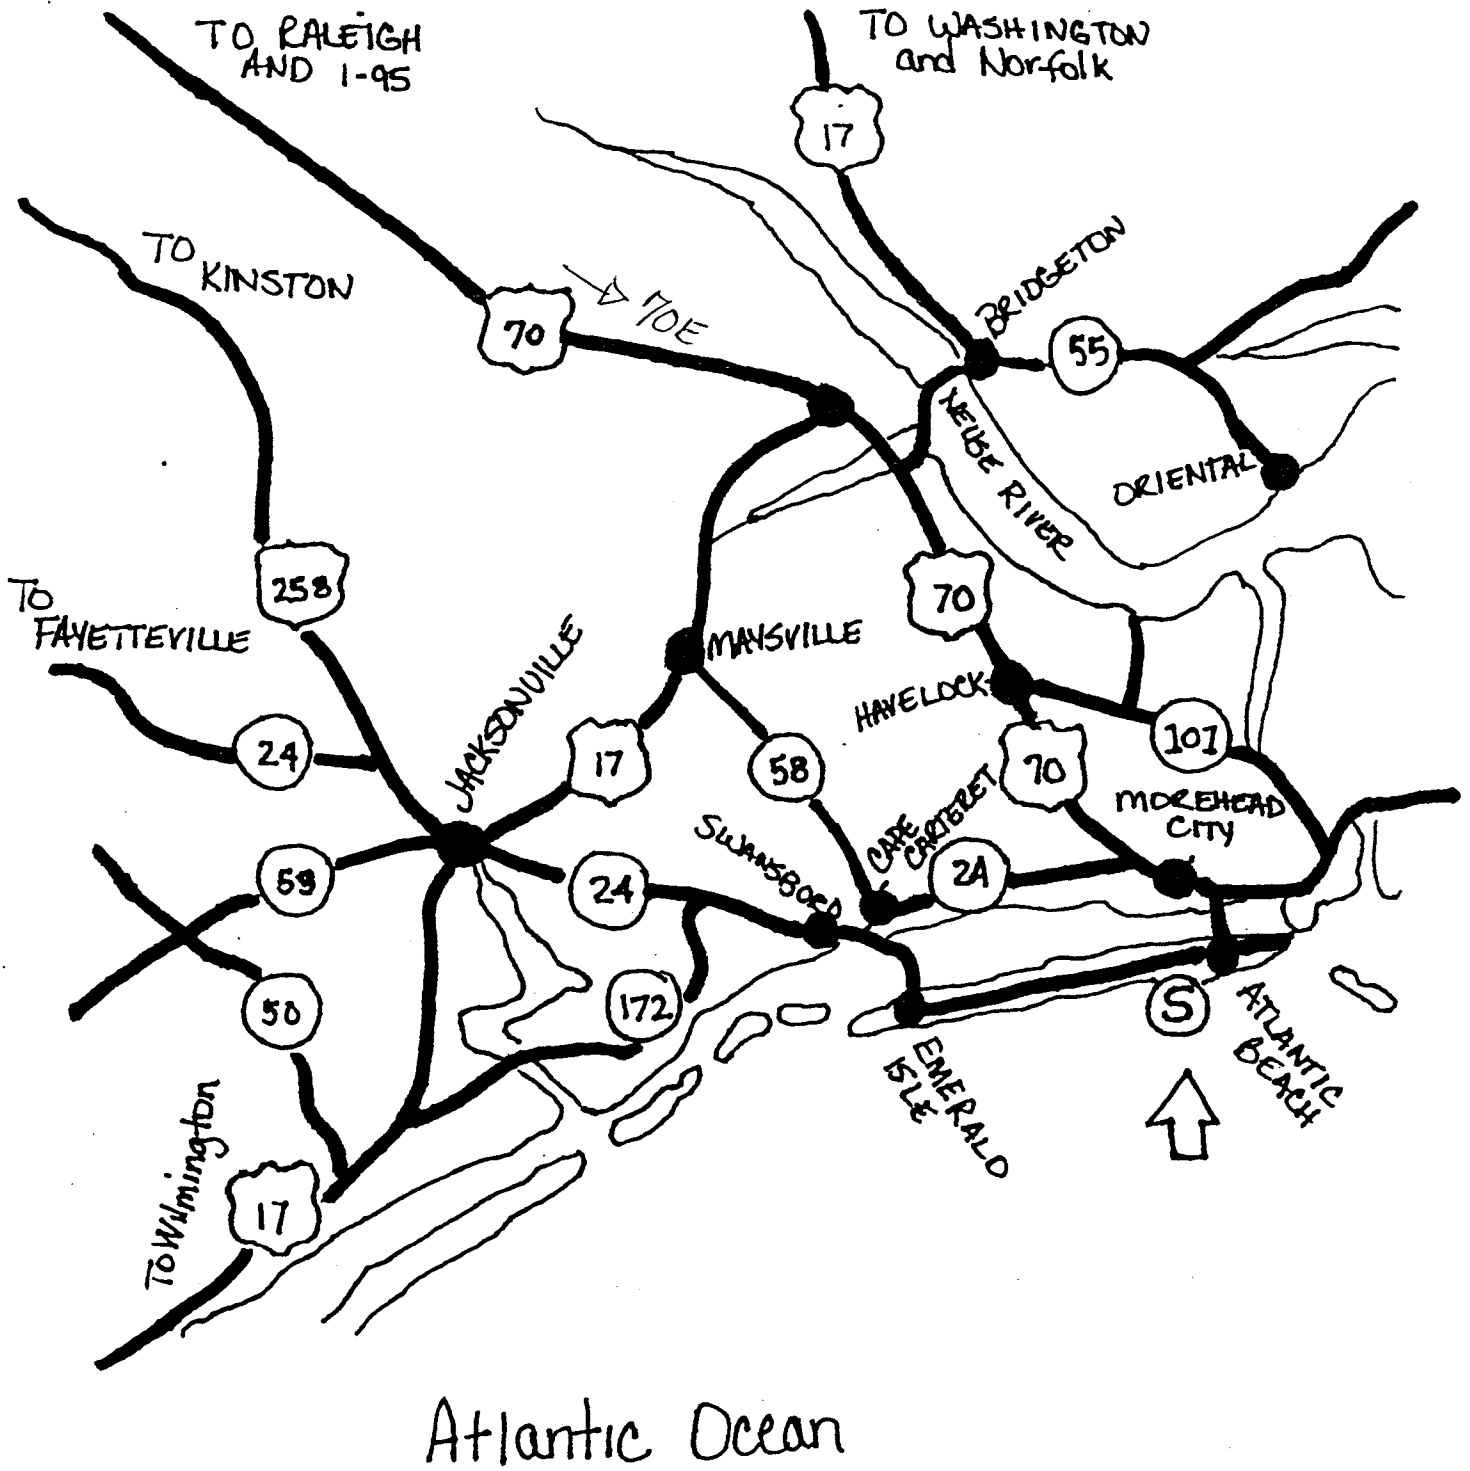 TO RALEIGH
AND 1-95
TO WASHINGTON
and Norfolk
17
TO
KINSTON
70
70E
BRIDGETON
55
NEUSE RIVER
ORIENTAL
258
TO
FAYETTEVILLE
24
JACKSONVILLE
MAYSVILLE
70
HAVELOCK
101
17
58
70
MOREHEAD
CITY
CAPE
CARTERET
SWANSBORO
24
24
53
50
172
S
ATLANTIC
BEACH
EMERALD
ISLE
TO Wilmington
17
Atlantic Ocean